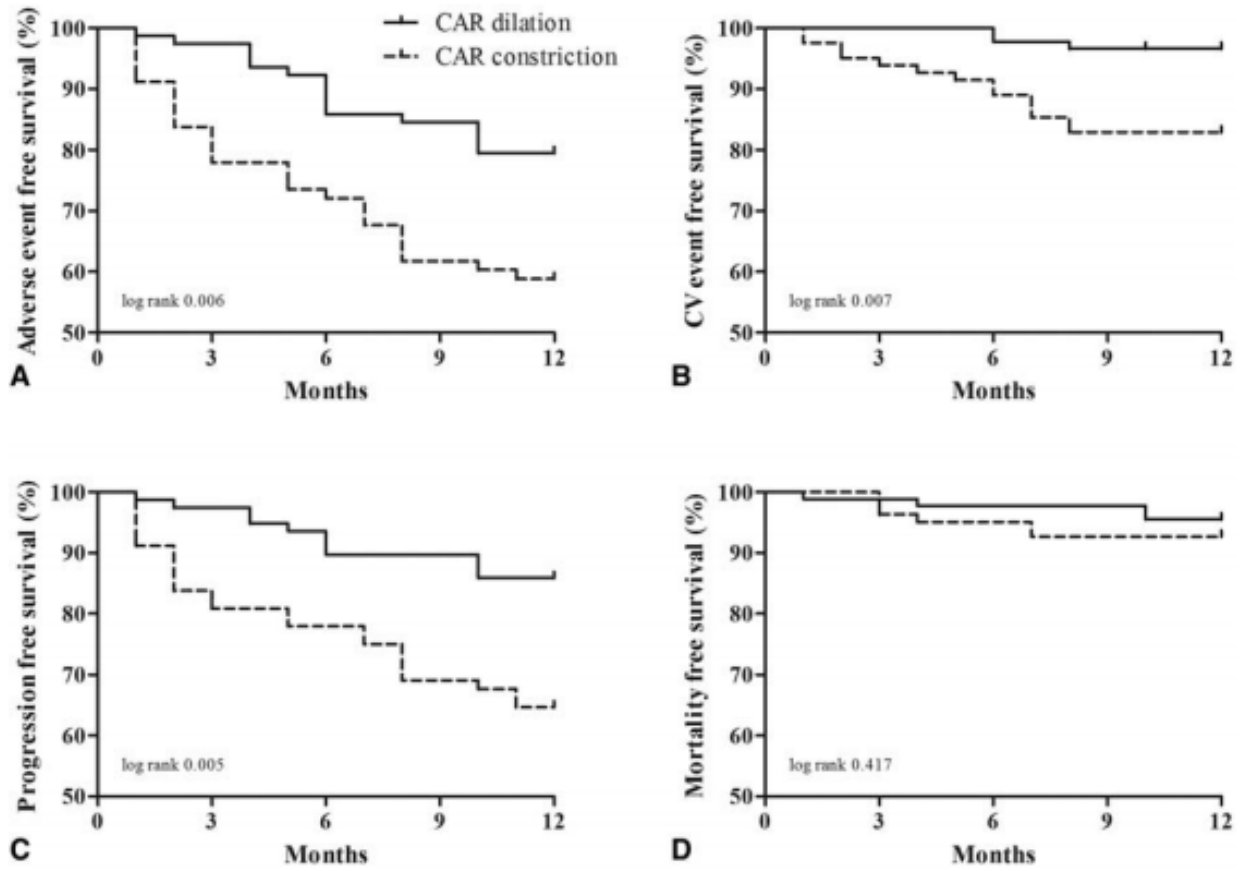 CAR dilation
CAR constriction
Adverse event free survival (%)
100
90
80
70
60
50
log rank 0.006
0 3 6 9 12
Months
A
CV event free survival (%)
100
90
80
70
60
50
log rank 0.007
0 3 6 9 12
Months
B
Progression free survival (%)
100
90
80
70
60
50
log rank 0.005
0 3 6 9 12
Months
C
Mortality free survival (%)
100
90
80
70
60
50
log rank 0.417
0 3 6 9 12
Months
D